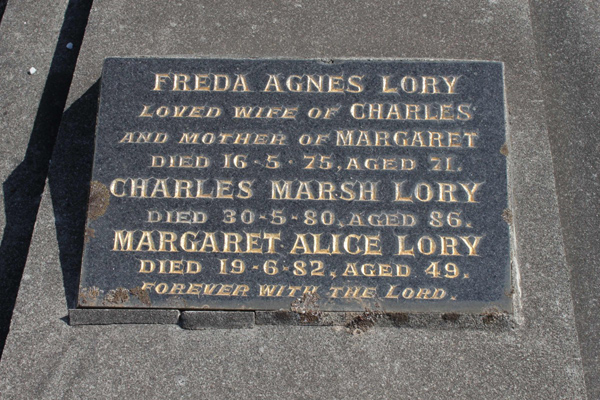 FREDA AGNES LORY
LOVED WIFE OF CHARLES
AND MOTHER OF MARGARET
DIED 16-5-75, AGED 71.
CHARLES MARSH LORY
DIED 30-5-80, AGED 86.
MARGARET ALICE LORY
DIED 19-6-82, AGED 49.
FOREVER WITH THE LORD.